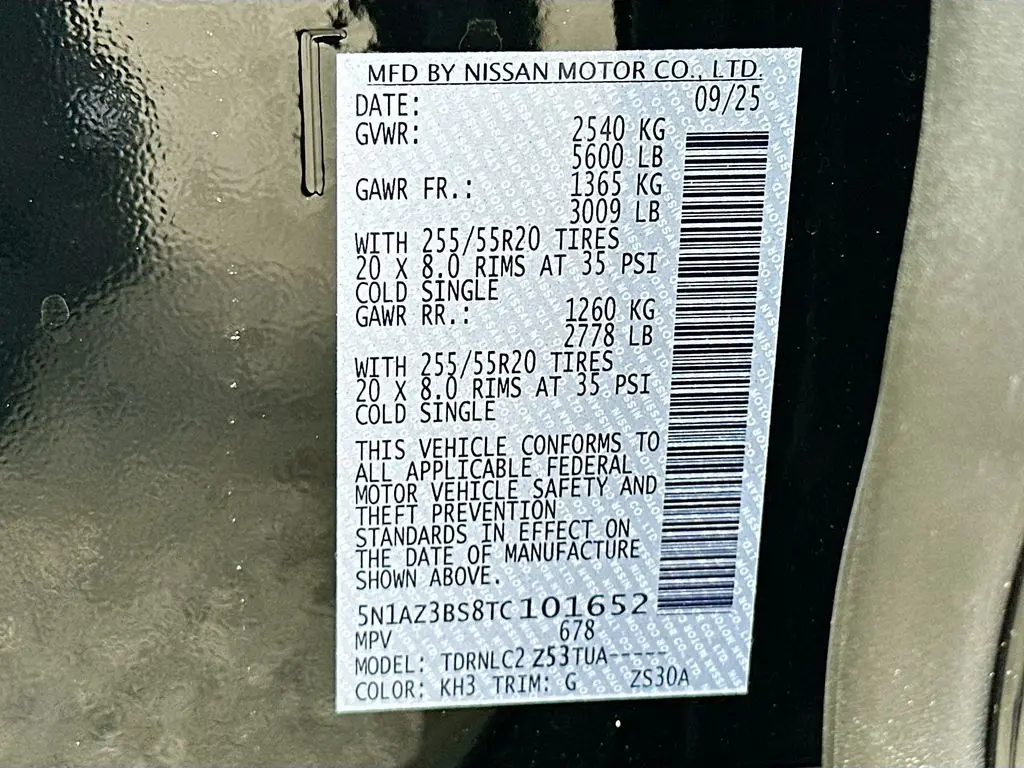 MFD BY NISSAN MOTOR CO., LTD.
DATE: 09/25
GVWR: 2540 KG
5600 LB
GAWR FR.: 1365 KG
3009 LB
WITH 255/55R20 TIRES
20 X 8.0 RIMS AT 35 PSI
COLD SINGLE
GAWR RR.: 1260 KG
2778 LB
WITH 255/55R20 TIRES
20 X 8.0 RIMS AT 35 PSI
COLD SINGLE
THIS VEHICLE CONFORMS TO
ALL APPLICABLE FEDERAL
MOTOR VEHICLE SAFETY AND
THEFT PREVENTION
STANDARDS IN EFFECT ON
THE DATE OF MANUFACTURE
SHOWN ABOVE.
5N1AZ3BS8TC101652
MPV 678
MODEL: TDRNLC2 Z53TUA-----
COLOR: KH3 TRIM: G ZS30A